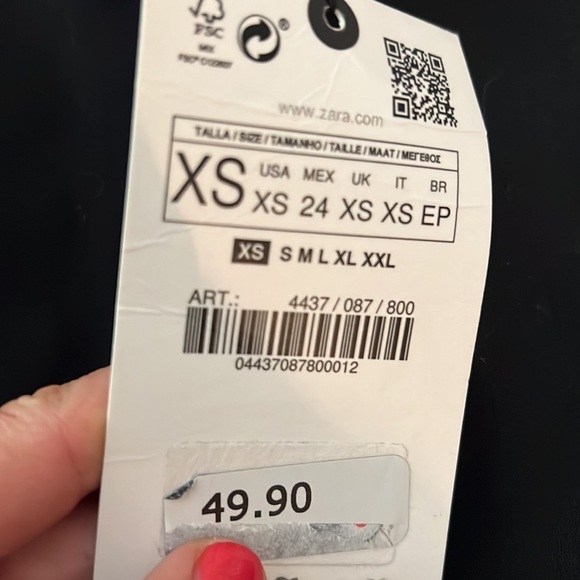 FSC
MIX
®
www.zara.com
TALLA / SIZE / TAMANHO / TAILLE / MAAT / ΜΕΓΕΘΟΣ
XS USA MEX UK IT BR
XS 24 XS XS EP
XS S M L XL XXL
ART.: 4437 / 087 / 800
04437087800012
49.90